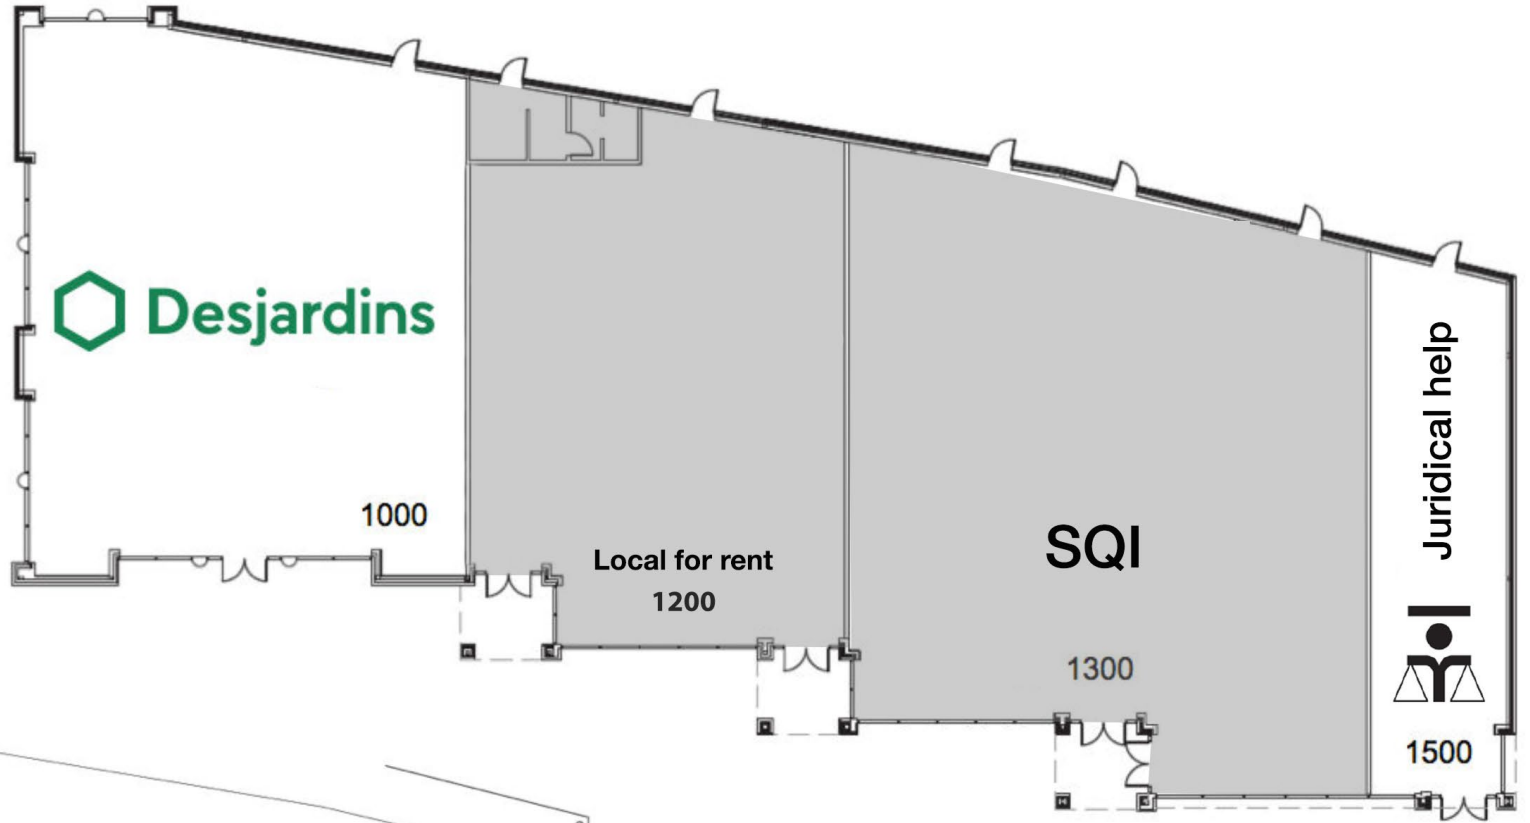 Desjardins
1000
Local for rent
1200
SQI
1300
Juridical help
1500